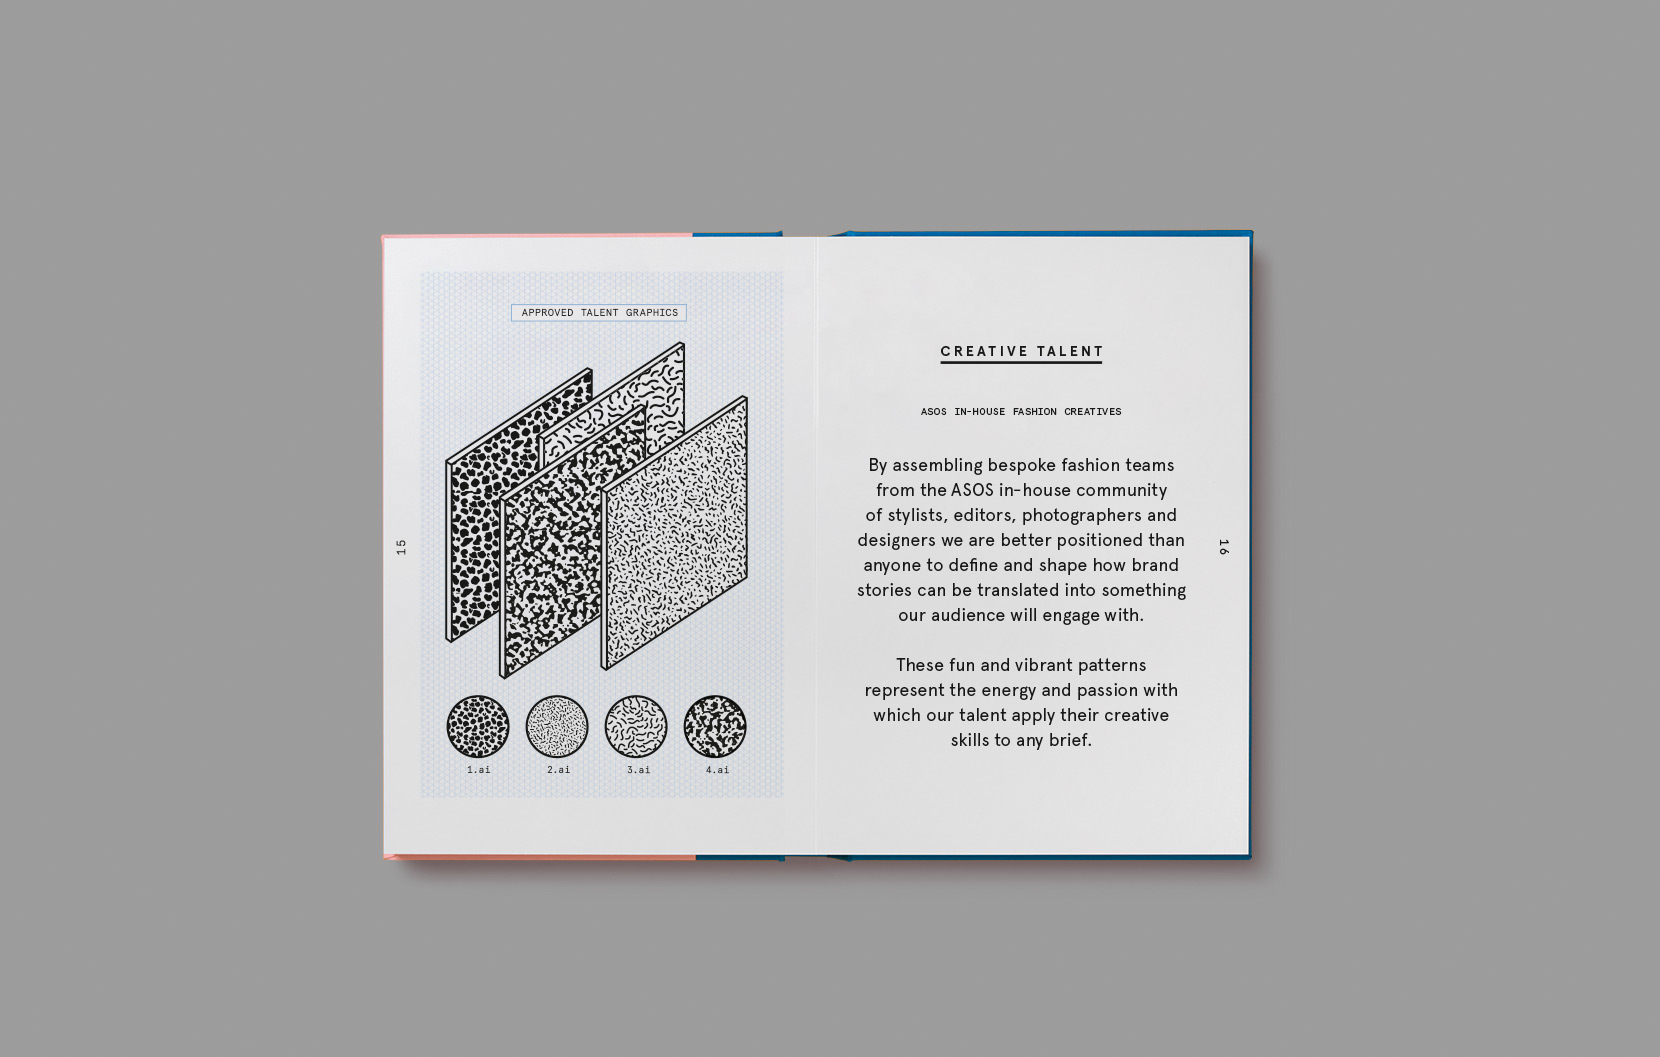 APPROVED TALENT GRAPHICS
15
1.ai
2.ai
3.ai
4.ai
CREATIVE TALENT
ASOS IN-HOUSE FASHION CREATIVES
By assembling bespoke fashion teams
from the ASOS in-house community
of stylists, editors, photographers and
designers we are better positioned than
anyone to define and shape how brand
stories can be translated into something
our audience will engage with.
These fun and vibrant patterns
represent the energy and passion with
which our talent apply their creative
skills to any brief.
16